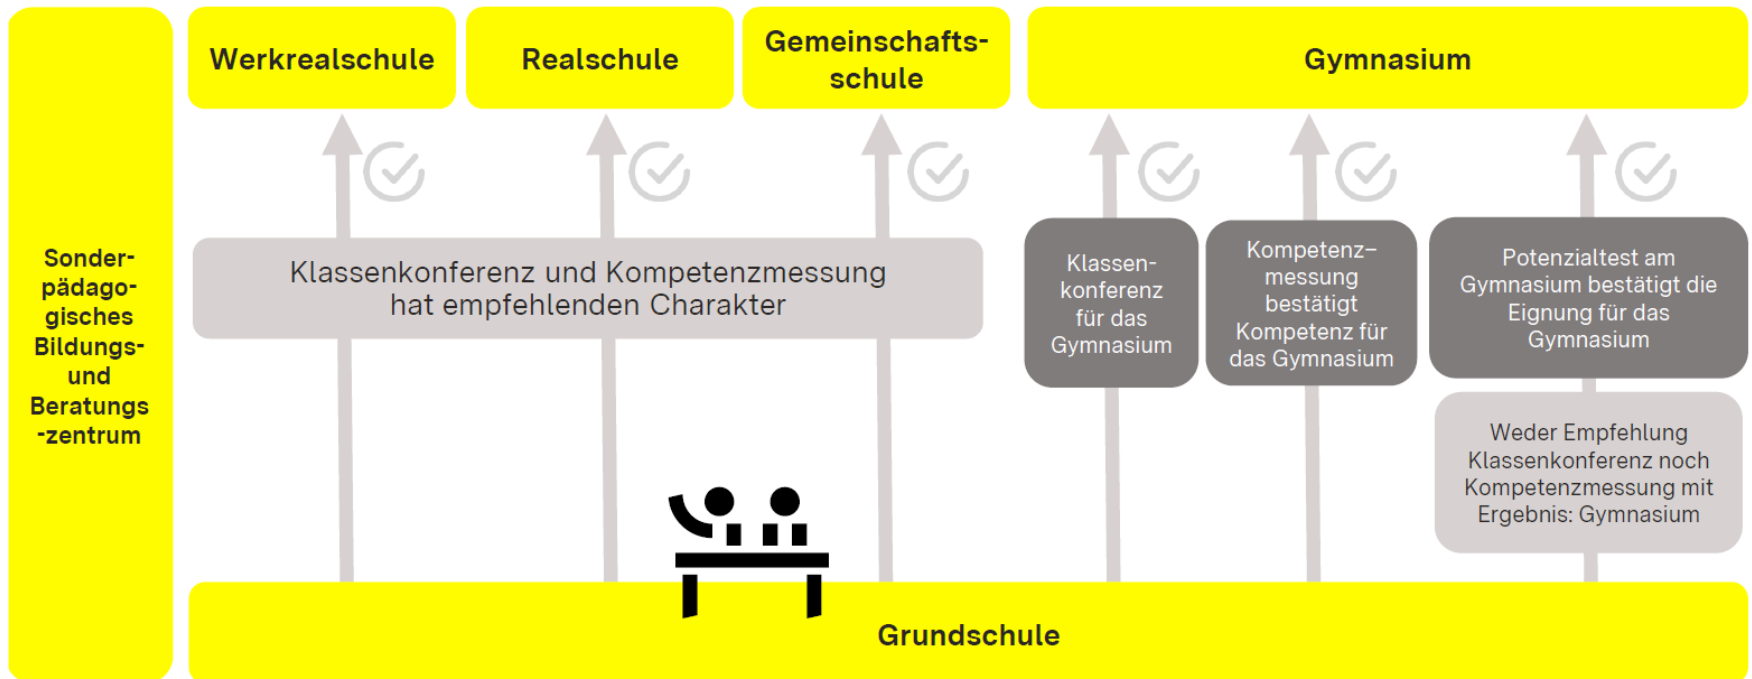 Sonder-
pädago-
gisches
Bildungs-
und
Beratungs
-zentrum
Werkrealschule
Realschule
Gemeinschafts-
schule
Gymnasium
Klassenkonferenz und Kompetenzmessung
hat empfehlenden Charakter
Klassen-
konferenz
für das
Gymnasium
Kompetenz–
messung
bestätigt
Kompetenz für
das Gymnasium
Potenzialtest am
Gymnasium bestätigt die
Eignung für das
Gymnasium
Weder Empfehlung
Klassenkonferenz noch
Kompetenzmessung mit
Ergebnis: Gymnasium
Grundschule